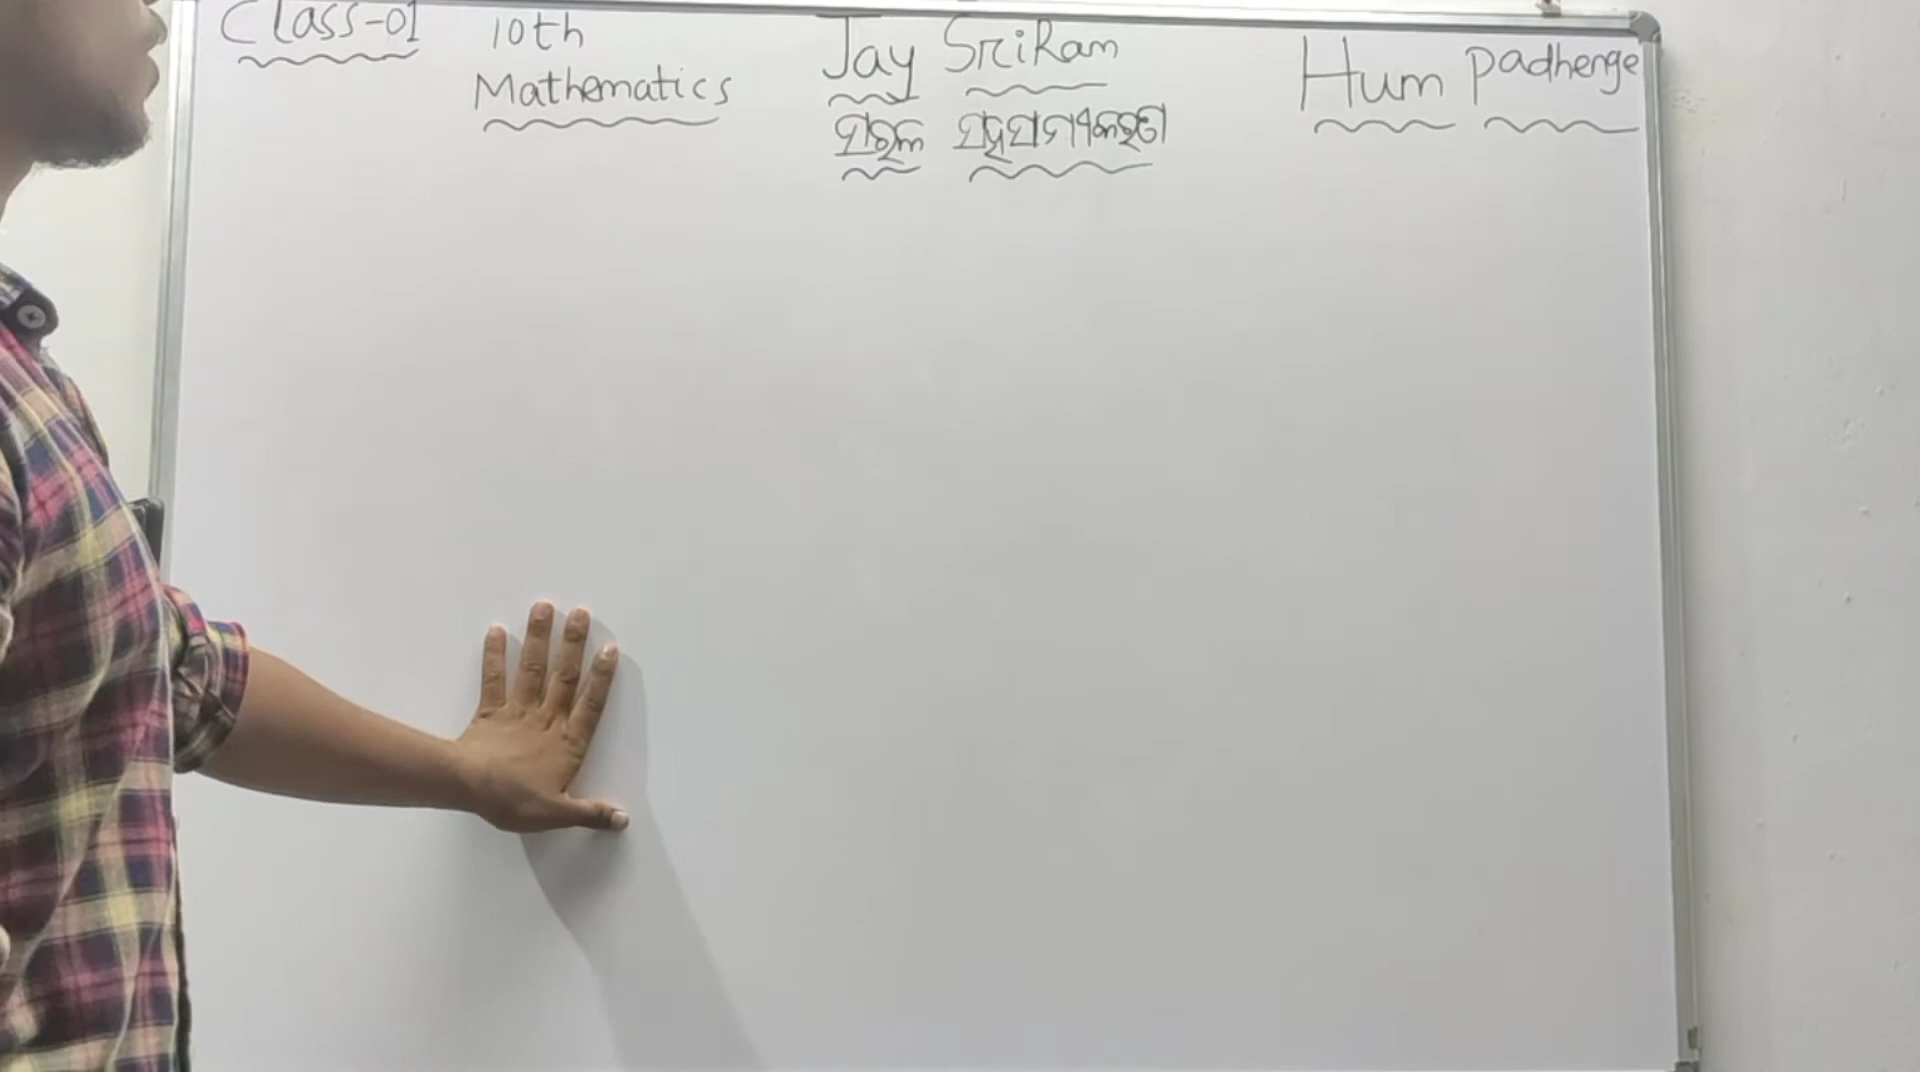 Class-01
10th
Mathematics
Jay SriRam
Hum Padhenge